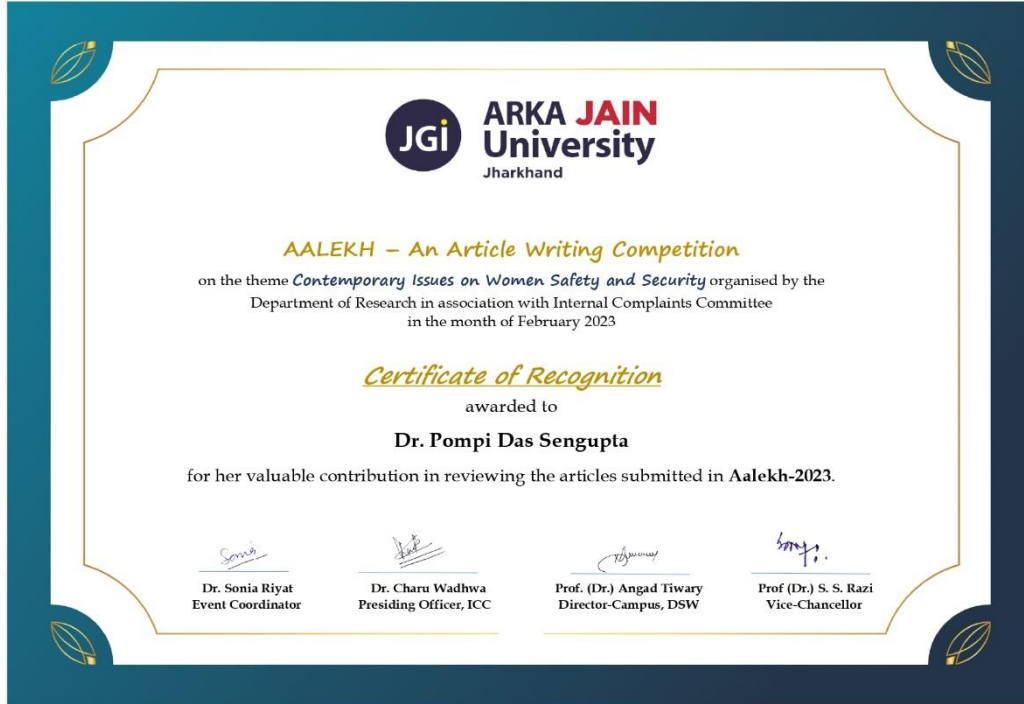 JGi
ARKA JAIN
University
Jharkhand
AALEKH – An Article Writing Competition
on the theme Contemporary Issues on Women Safety and Security organised by the
Department of Research in association with Internal Complaints Committee
in the month of February 2023
Certificate of Recognition
awarded to
Dr. Pompi Das Sengupta
for her valuable contribution in reviewing the articles submitted in Aalekh-2023.
Dr. Sonia Riyat
Event Coordinator
Dr. Charu Wadhwa
Presiding Officer, ICC
Prof. (Dr.) Angad Tiwary
Director-Campus, DSW
Prof (Dr.) S. S. Razi
Vice-Chancellor